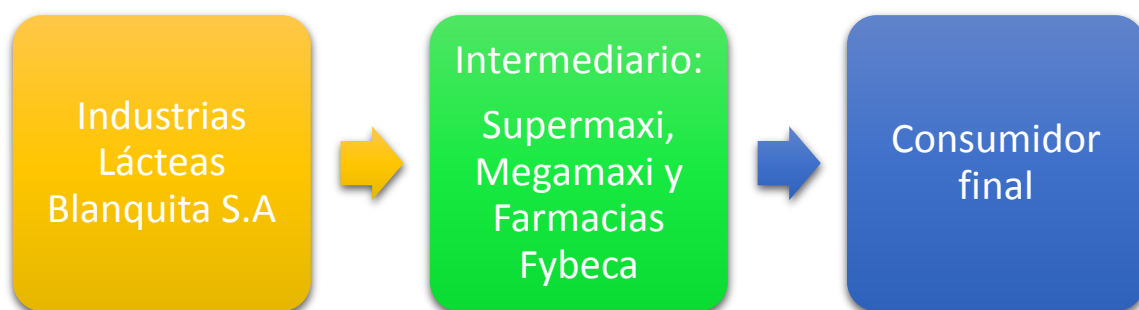 Industrias
Lácteas
Blanquita S.A
Intermediario:
Supermaxi,
Megamaxi y
Farmacias
Fybeca
Consumidor
final